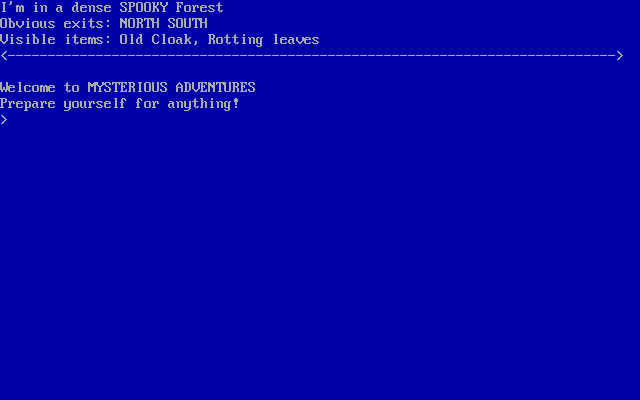 I'm in a dense SPOOKY Forest
Obvious exits: NORTH SOUTH
Visible items: Old Cloak, Rotting leaves
<----------------------------------------------------------------------------->
Welcome to MYSTERIOUS ADVENTURES
Prepare yourself for anything!
>